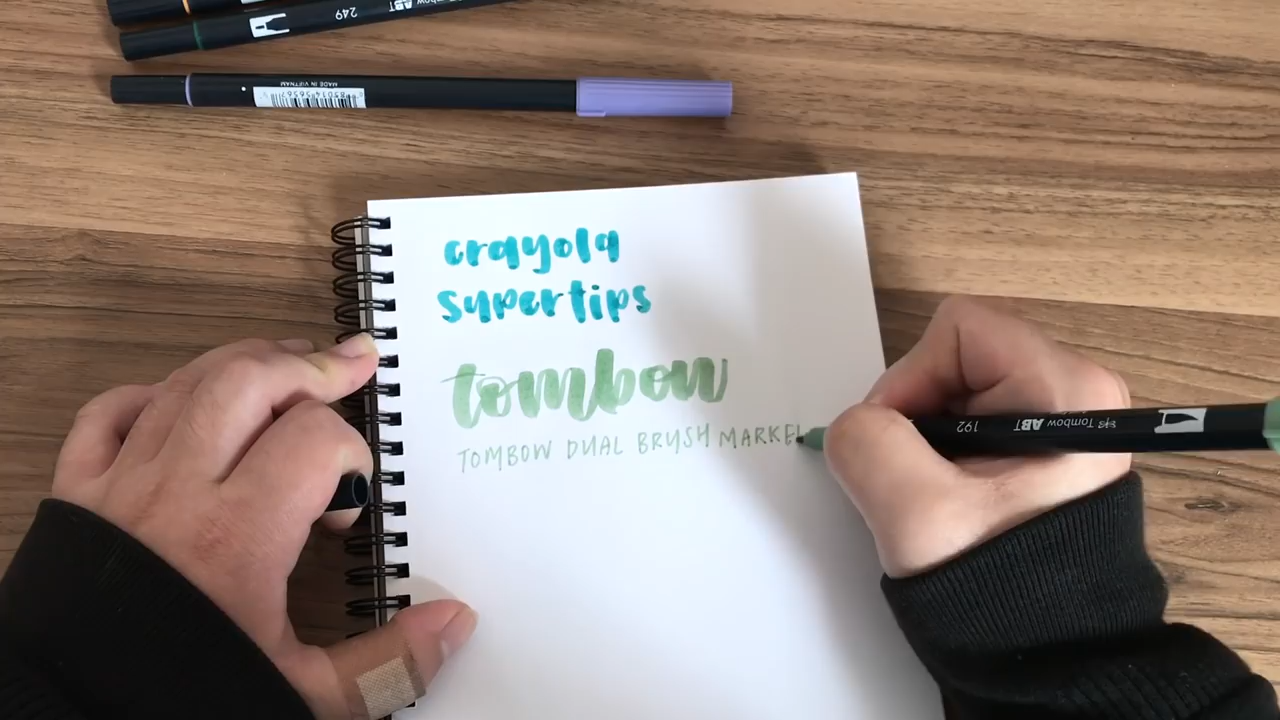 249
MADE IN VIETNAM
crayola
supertips
tombow
TOMBOW DUAL BRUSH MARKE
192 ABT Tombow